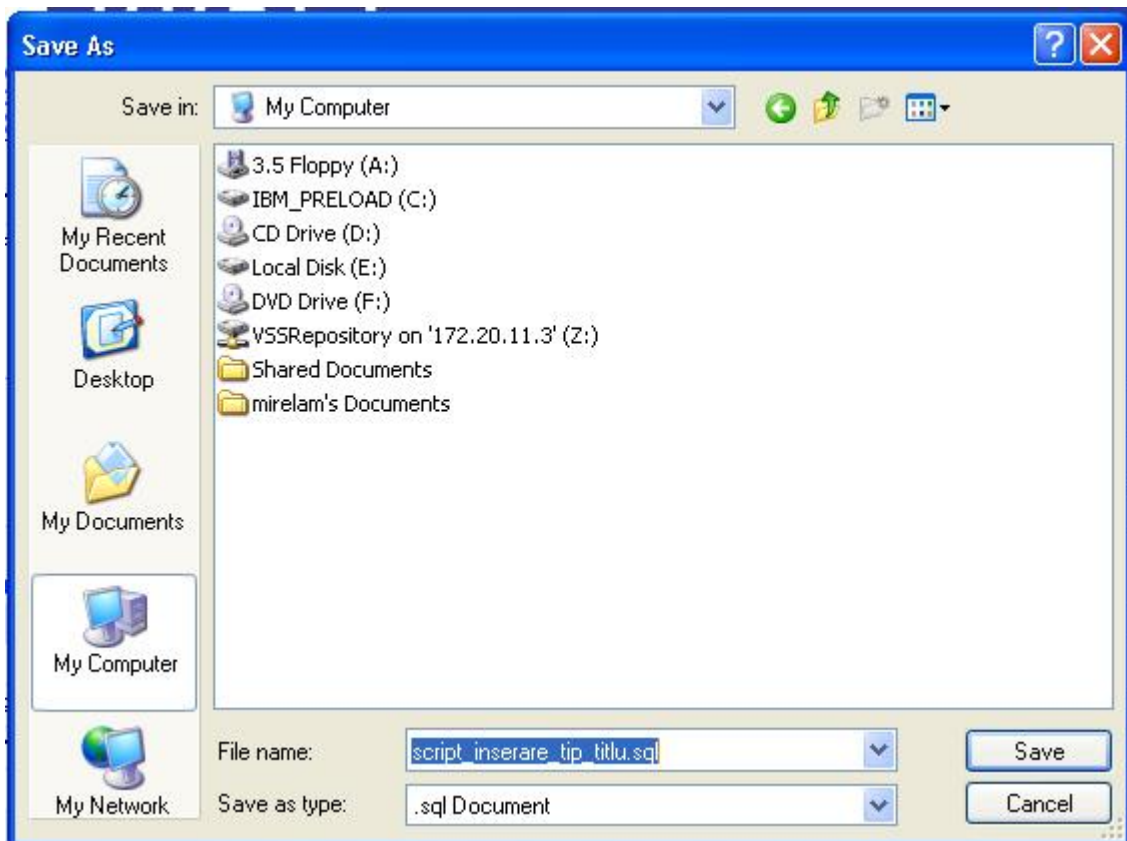 Save As
Save in:
My Computer
My Recent
Documents
Desktop
My Documents
My Computer
My Network
3.5 Floppy (A:)
IBM_PRELOAD (C:)
CD Drive (D:)
Local Disk (E:)
DVD Drive (F:)
VSSRepository on '172.20.11.3' (Z:)
Shared Documents
mirelam's Documents
File name:
script_inserare_tip_titlu.sql
Save
Save as type:
.sql Document
Cancel